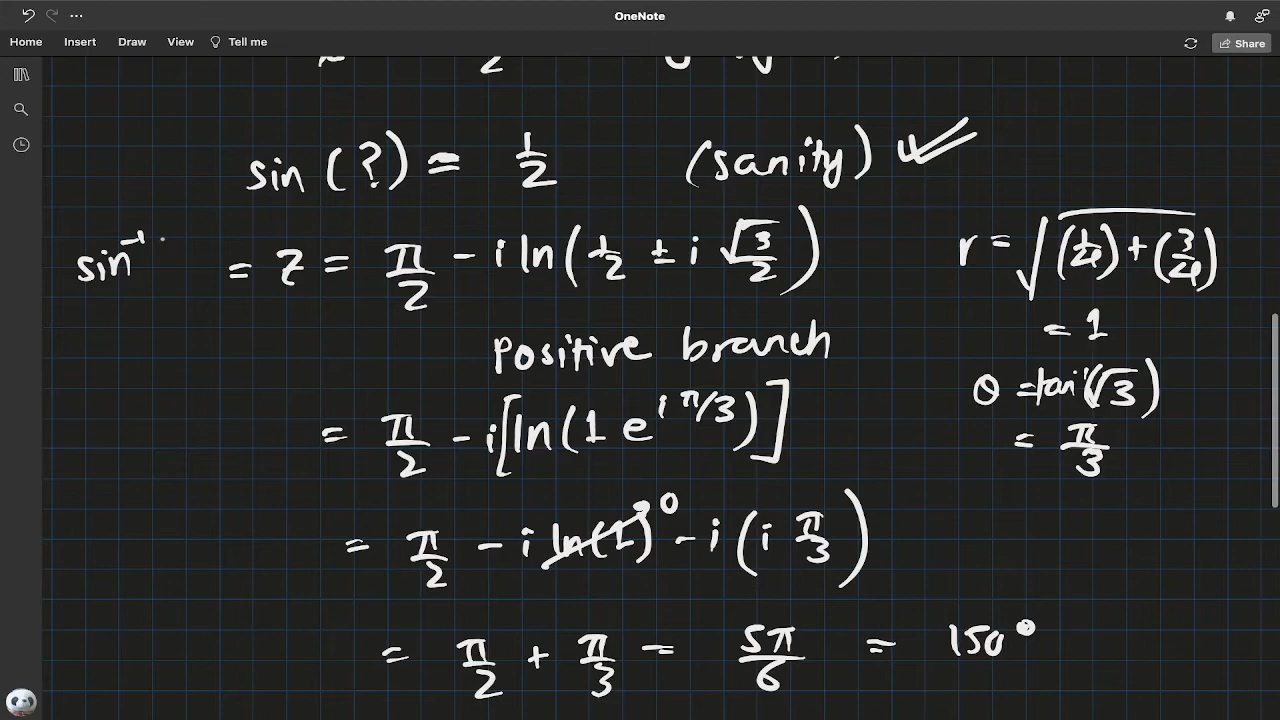 OneNote
Home Insert Draw View Tell me Share
sin (?) = 1/2 (sanity) ✓
sin⁻¹ = z = π/2 - i ln(1/2 ± i √3/2)
r = √((1/4) + (3/4))
= 1
positive branch
θ = tan⁻¹(√3)
= π/3
= π/2 - i[ln(1 e^(iπ/3))]
= π/2 - i ln(1)⁰ - i (i π/3)
= π/2 + π/3 = 5π/6 = 150°